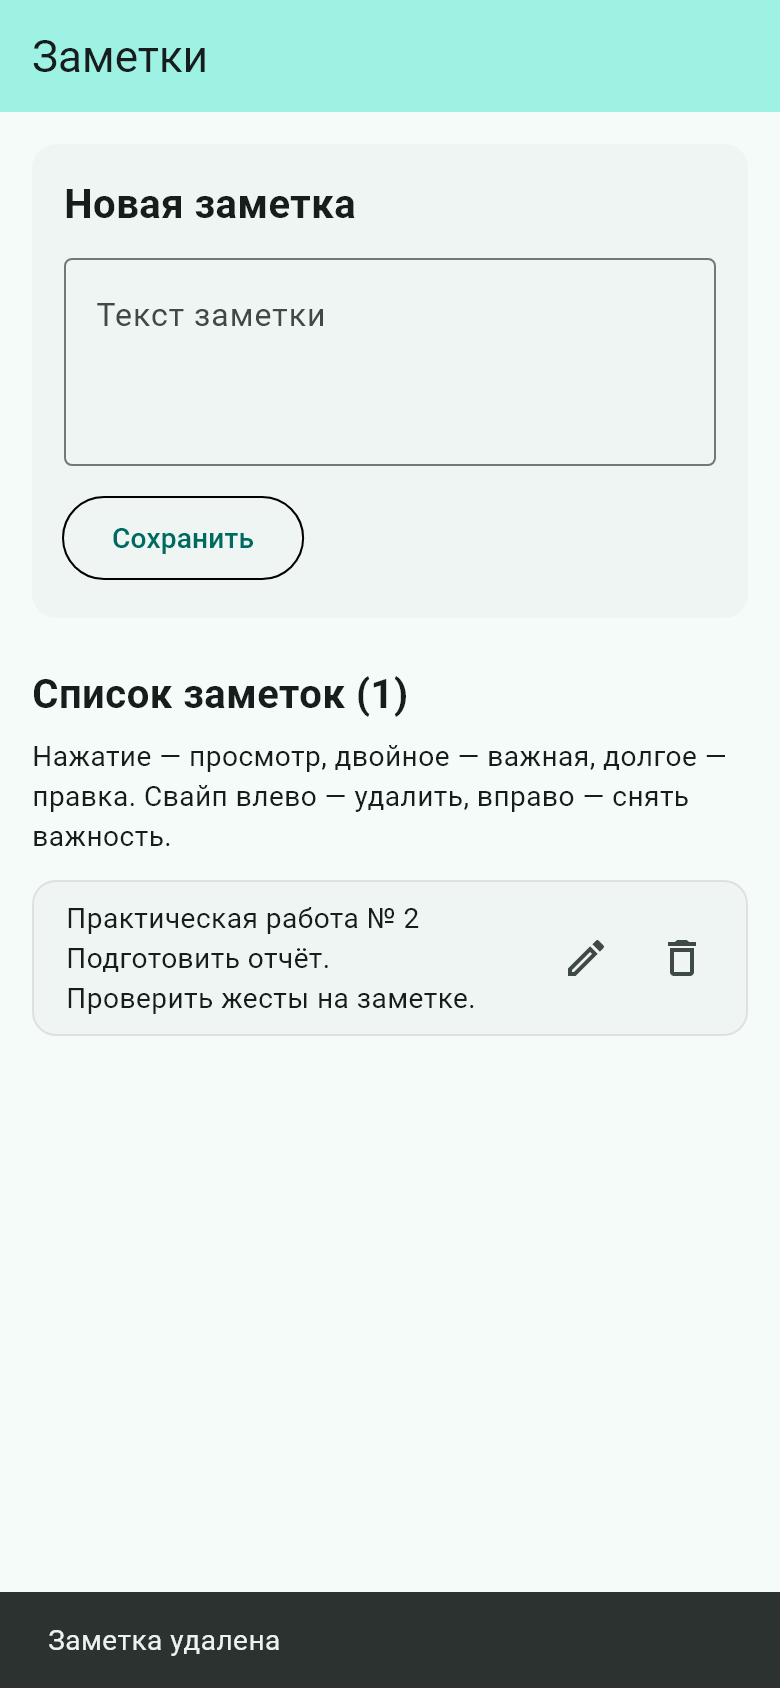 Заметки
Новая заметка
Текст заметки
Сохранить
Список заметок (1)
Нажатие — просмотр, двойное — важная, долгое —
правка. Свайп влево — удалить, вправо — снять
важность.
Практическая работа № 2
Подготовить отчёт.
Проверить жесты на заметке.
Заметка удалена